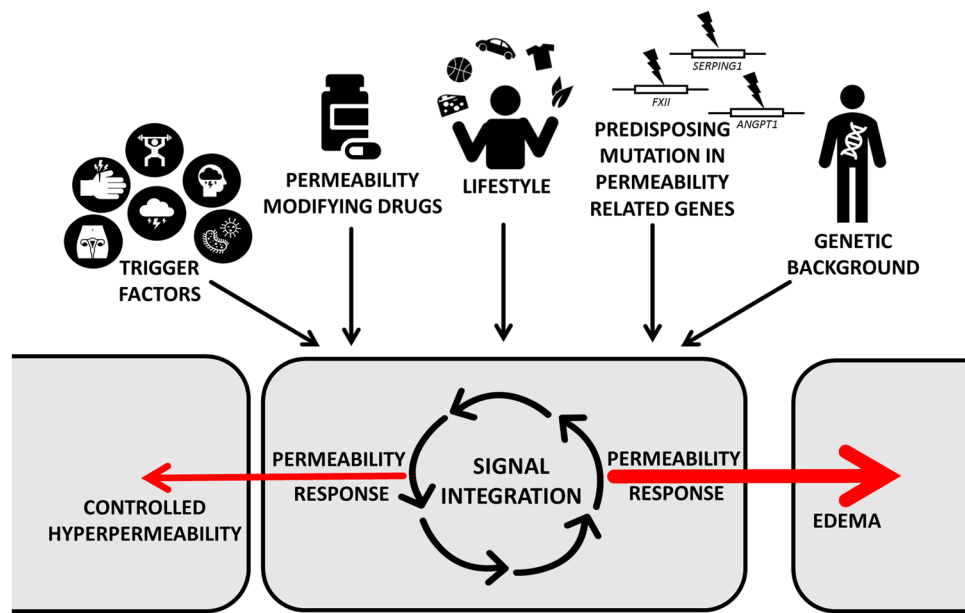 TRIGGER
FACTORS
PERMEABILITY
MODIFYING DRUGS
LIFESTYLE
SERPING1
FXII
ANGPT1
PREDISPOSING
MUTATION IN
PERMEABILITY
RELATED GENES
GENETIC
BACKGROUND
CONTROLLED
HYPERPERMEABILITY
PERMEABILITY
RESPONSE
SIGNAL
INTEGRATION
PERMEABILITY
RESPONSE
EDEMA